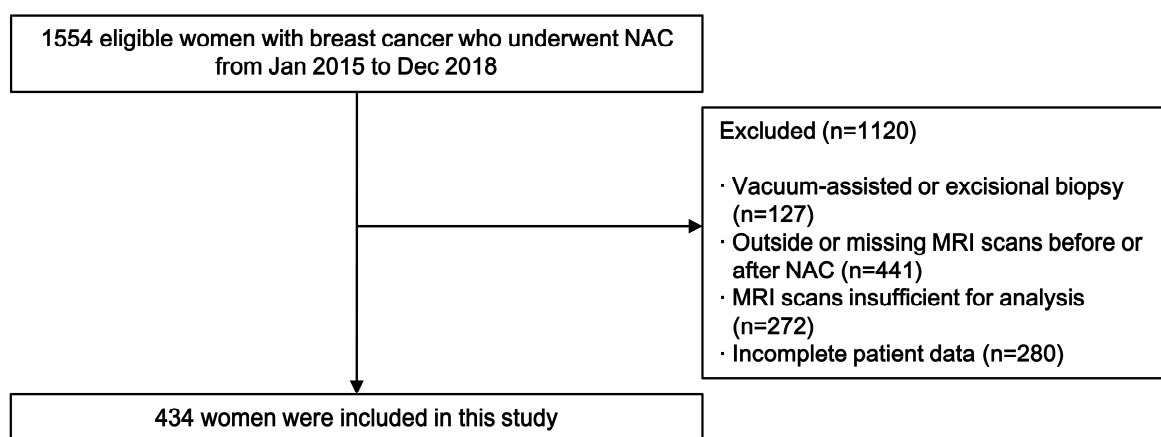 1554 eligible women with breast cancer who underwent NAC
from Jan 2015 to Dec 2018
Excluded (n=1120)
· Vacuum-assisted or excisional biopsy
(n=127)
· Outside or missing MRI scans before or
after NAC (n=441)
· MRI scans insufficient for analysis
(n=272)
· Incomplete patient data (n=280)
434 women were included in this study